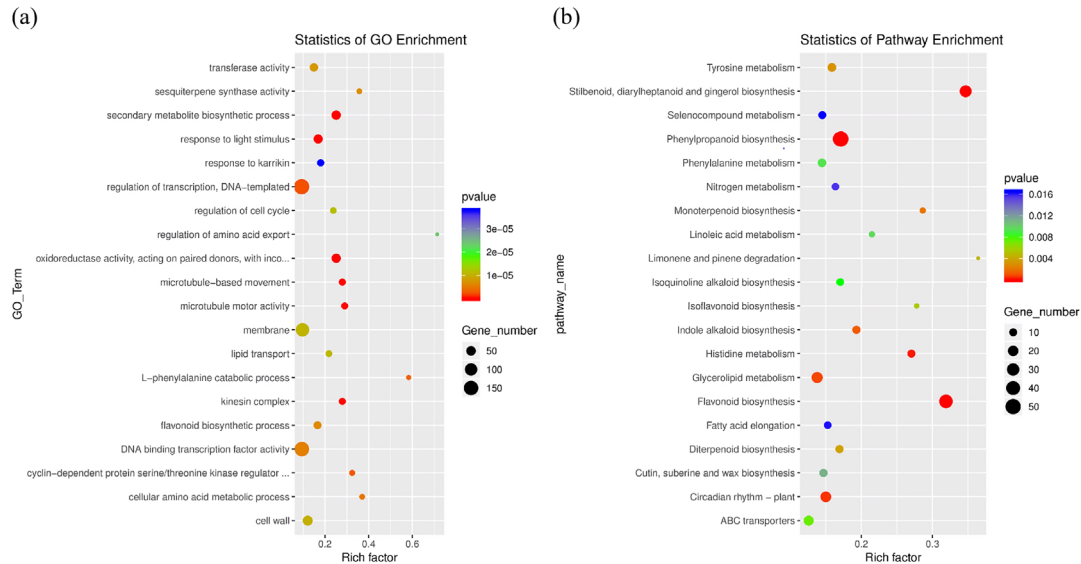 (a)
Statistics of GO Enrichment
GO_Term
transferase activity
sesquiterpene synthase activity
secondary metabolite biosynthetic process
response to light stimulus
response to karrikin
regulation of transcription, DNA−templated
regulation of cell cycle
regulation of amino acid export
oxidoreductase activity, acting on paired donors, with inco...
microtubule−based movement
microtubule motor activity
membrane
lipid transport
L−phenylalanine catabolic process
kinesin complex
flavonoid biosynthetic process
DNA binding transcription factor activity
cyclin−dependent protein serine/threonine kinase regulator ...
cellular amino acid metabolic process
cell wall
0.2 0.4 0.6
Rich factor
pvalue
3e−05
2e−05
1e−05
Gene_number
50
100
150
(b)
Statistics of Pathway Enrichment
pathway_name
Tyrosine metabolism
Stilbenoid, diarylheptanoid and gingerol biosynthesis
Selenocompound metabolism
Phenylpropanoid biosynthesis
Phenylalanine metabolism
Nitrogen metabolism
Monoterpenoid biosynthesis
Linoleic acid metabolism
Limonene and pinene degradation
Isoquinoline alkaloid biosynthesis
Isoflavonoid biosynthesis
Indole alkaloid biosynthesis
Histidine metabolism
Glycerolipid metabolism
Flavonoid biosynthesis
Fatty acid elongation
Diterpenoid biosynthesis
Cutin, suberine and wax biosynthesis
Circadian rhythm − plant
ABC transporters
0.2 0.3
Rich factor
pvalue
0.016
0.012
0.008
0.004
Gene_number
10
20
30
40
50